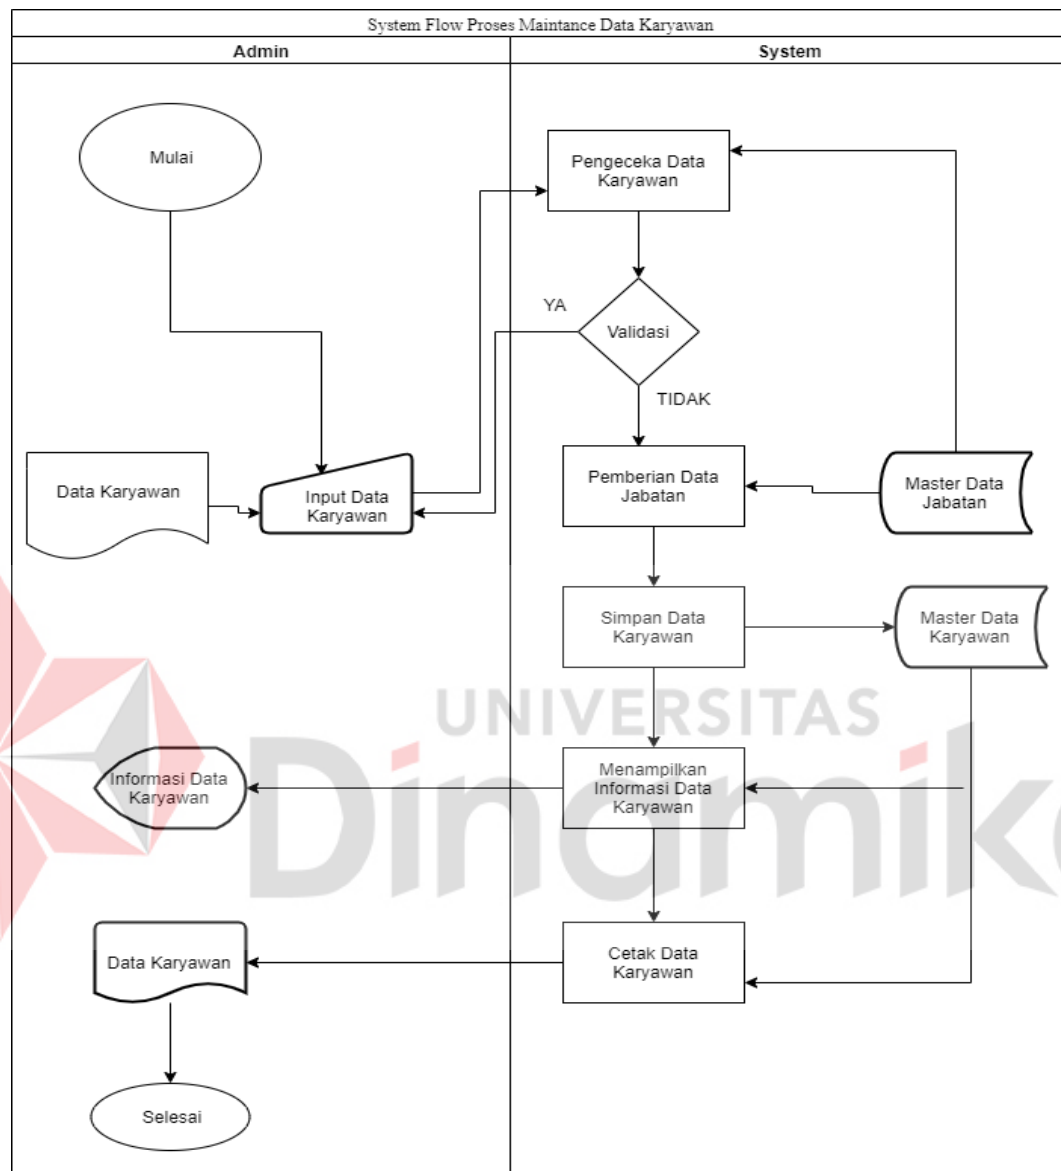 System Flow Proses Maintance Data Karyawan
Admin
System
Mulai
Pengeceka Data
Karyawan
YA
Validasi
TIDAK
Data Karyawan
Input Data
Karyawan
Pemberian Data
Jabatan
Master Data
Jabatan
Simpan Data
Karyawan
Master Data
Karyawan
UNIVERSITAS
Dinamika
Informasi Data
Karyawan
Menampilkan
Informasi Data
Karyawan
Data Karyawan
Cetak Data
Karyawan
Selesai